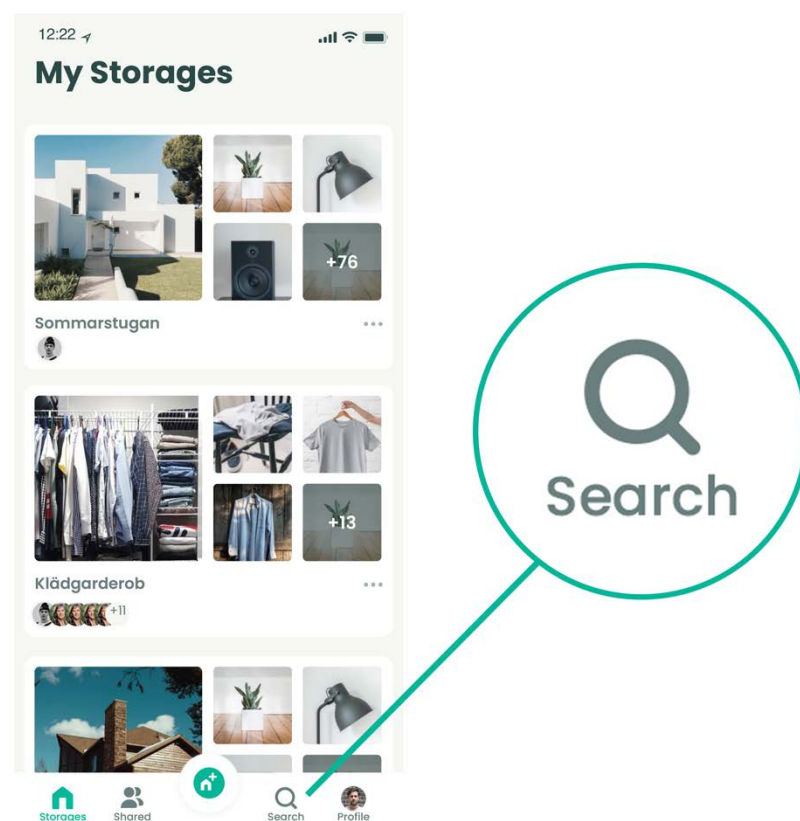 12:22
My Storages
+76
Sommarstugan
+13
Klädgarderob
+11
Storages
Shared
Search
Profile
Search